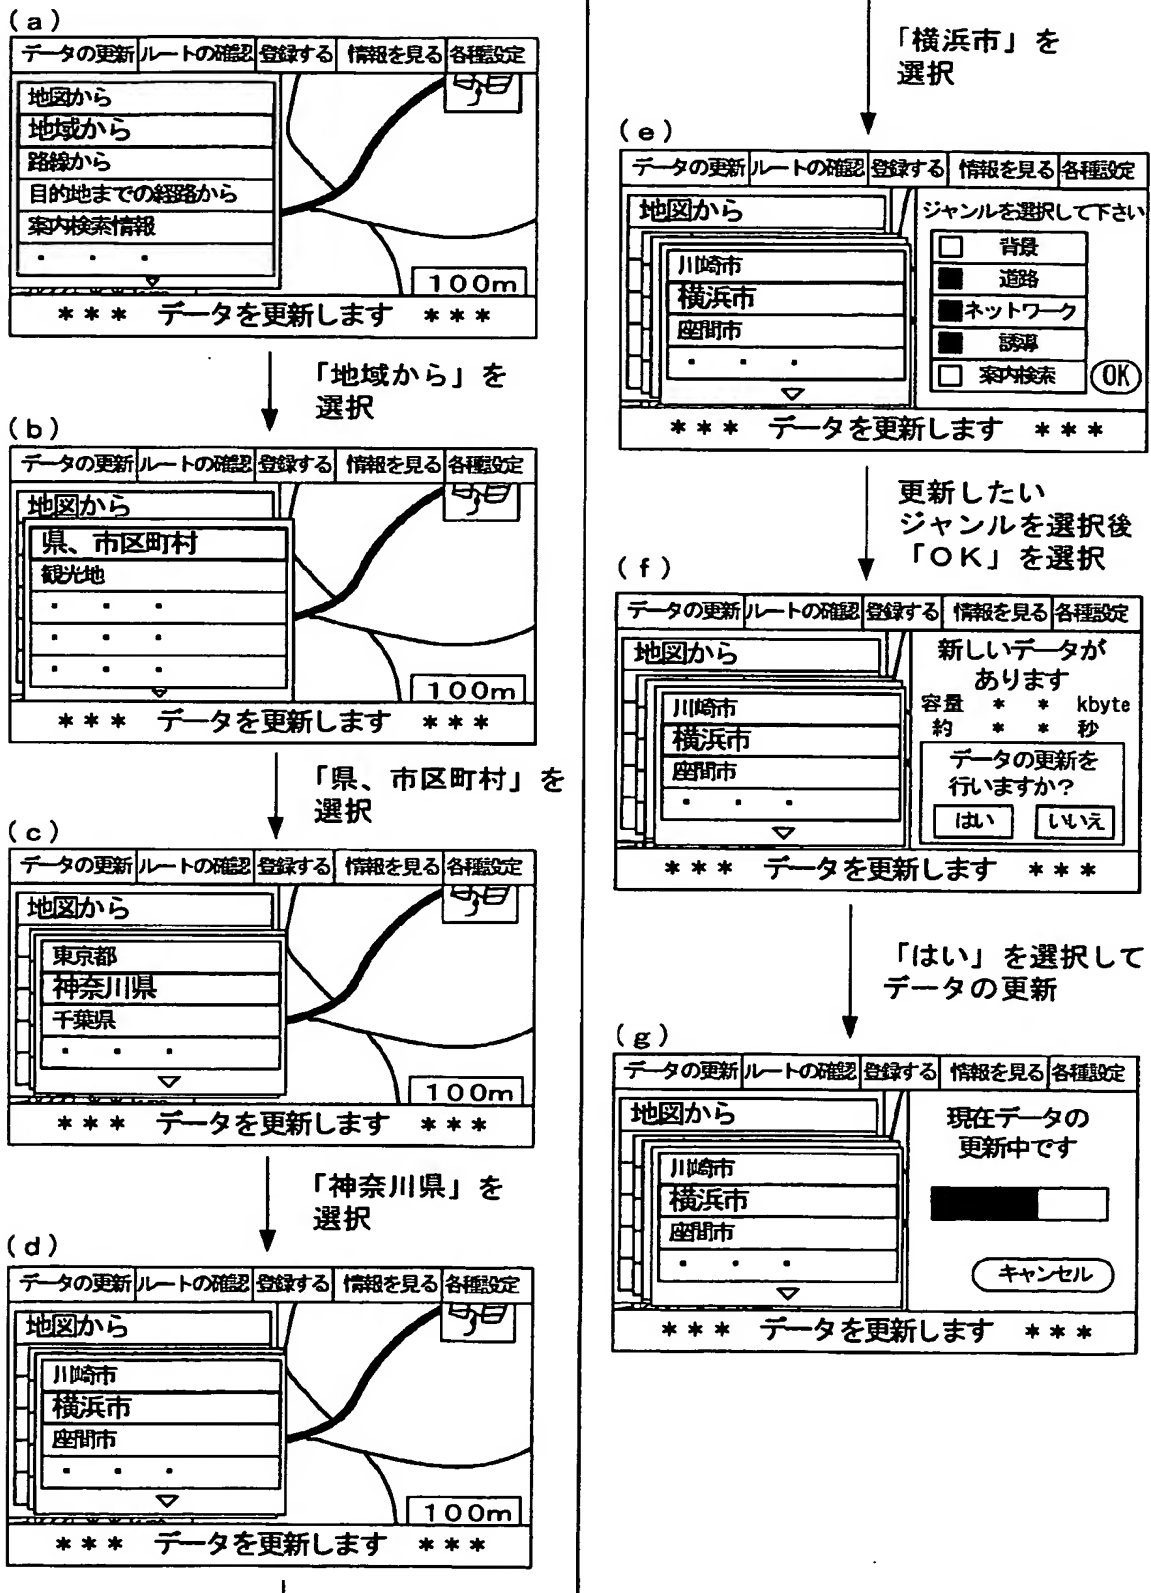 (a)
データの更新 ルートの確認 登録する 情報を見る 各種設定
地図から
地域から
路線から
目的地までの経路から
案内検索情報
・ ・ ・
100m
*** データを更新します ***
「地域から」を
選択
(b)
データの更新 ルートの確認 登録する 情報を見る 各種設定
地図から
県、市区町村
観光地
・ ・ ・
・ ・ ・
・ ・ ・
100m
*** データを更新します ***
「県、市区町村」を
選択
(c)
データの更新 ルートの確認 登録する 情報を見る 各種設定
地図から
東京都
神奈川県
千葉県
・ ・ ・
100m
*** データを更新します ***
「神奈川県」を
選択
(d)
データの更新 ルートの確認 登録する 情報を見る 各種設定
地図から
川崎市
横浜市
座間市
・ ・ ・
100m
*** データを更新します ***
「横浜市」を
選択
(e)
データの更新 ルートの確認 登録する 情報を見る 各種設定
地図から
川崎市
横浜市
座間市
・ ・ ・
ジャンルを選択して下さい
背景
道路
ネットワーク
誘導
案内検索
OK
*** データを更新します ***
更新したい
ジャンルを選択後
「OK」を選択
(f)
データの更新 ルートの確認 登録する 情報を見る 各種設定
地図から
川崎市
横浜市
座間市
・ ・ ・
新しいデータが
あります
容量 * * kbyte
約 * * 秒
データの更新を
行いますか?
はい いいえ
*** データを更新します ***
「はい」を選択して
データの更新
(g)
データの更新 ルートの確認 登録する 情報を見る 各種設定
地図から
川崎市
横浜市
座間市
・ ・ ・
現在データの
更新中です
キャンセル
*** データを更新します ***